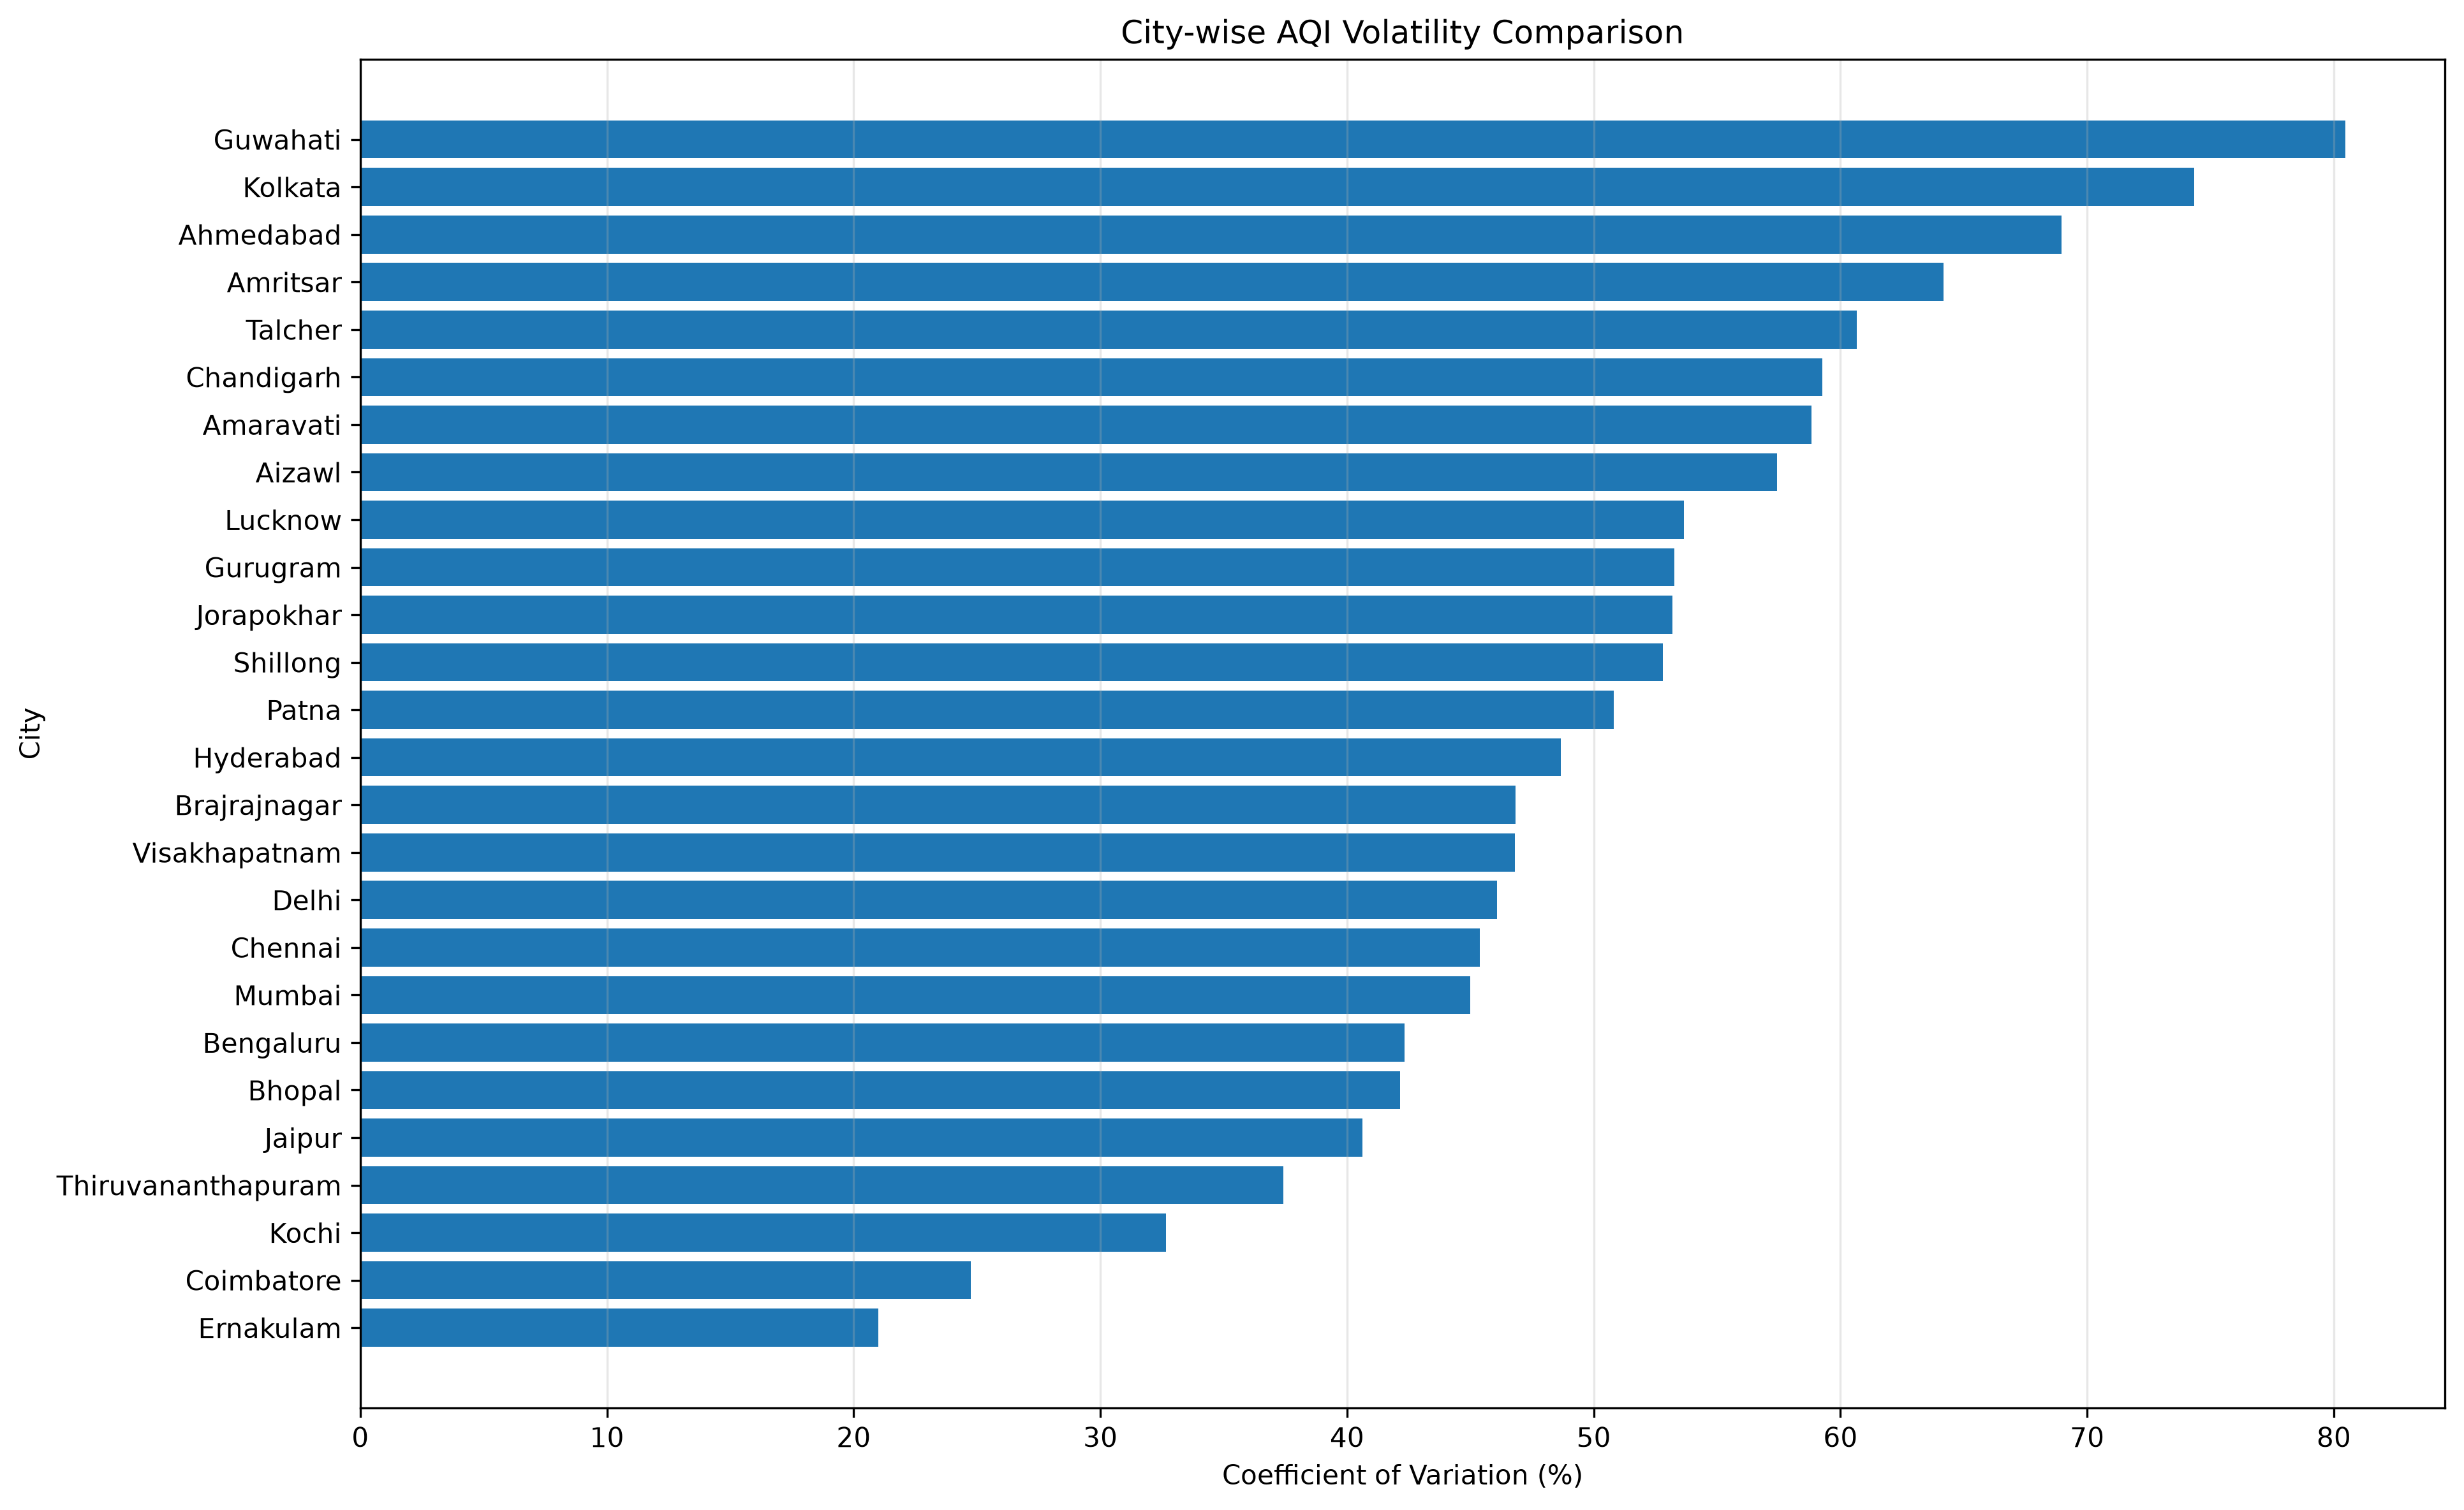 City-wise AQI Volatility Comparison
City
Guwahati
Kolkata
Ahmedabad
Amritsar
Talcher
Chandigarh
Amaravati
Aizawl
Lucknow
Gurugram
Jorapokhar
Shillong
Patna
Hyderabad
Brajrajnagar
Visakhapatnam
Delhi
Chennai
Mumbai
Bengaluru
Bhopal
Jaipur
Thiruvananthapuram
Kochi
Coimbatore
Ernakulam
0 10 20 30 40 50 60 70 80
Coefficient of Variation (%)